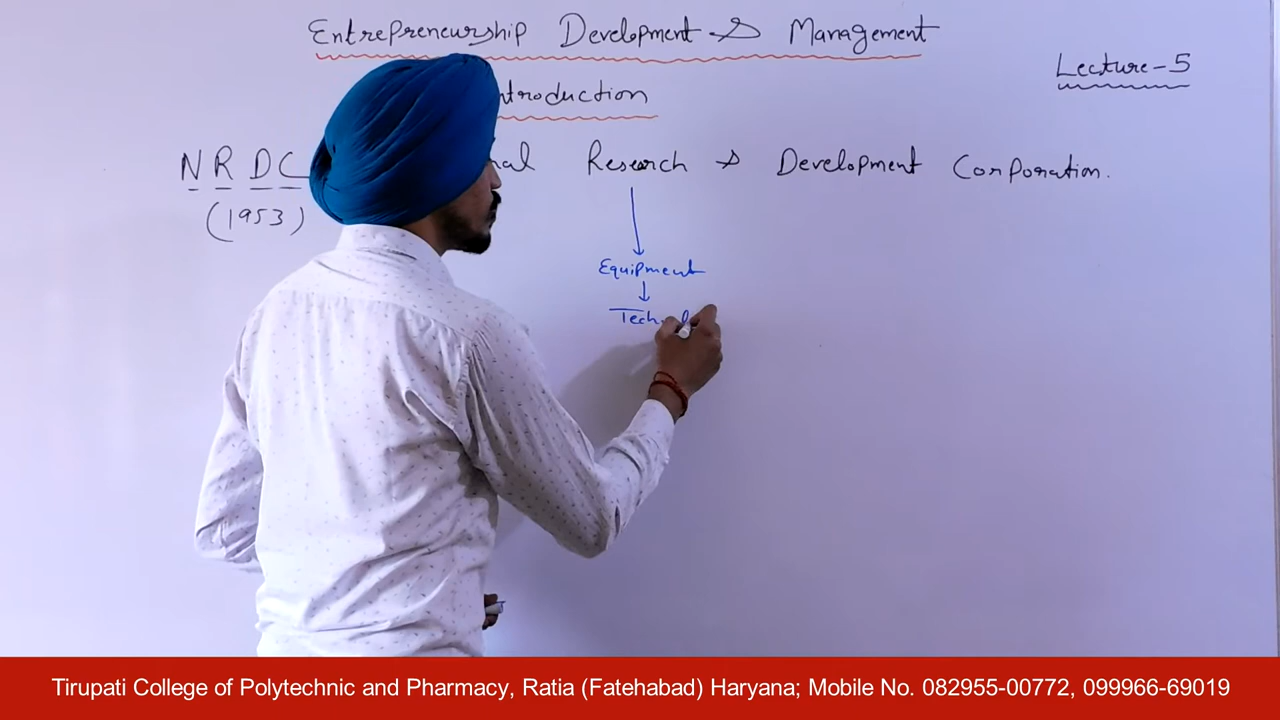 Entrepreneurship Development & Management
Lecture-5
ntroduction
N R D C nal Research & Development Corporation.
(1953)
Equipment
Tech
Tirupati College of Polytechnic and Pharmacy, Ratia (Fatehabad) Haryana; Mobile No. 082955-00772, 099966-69019